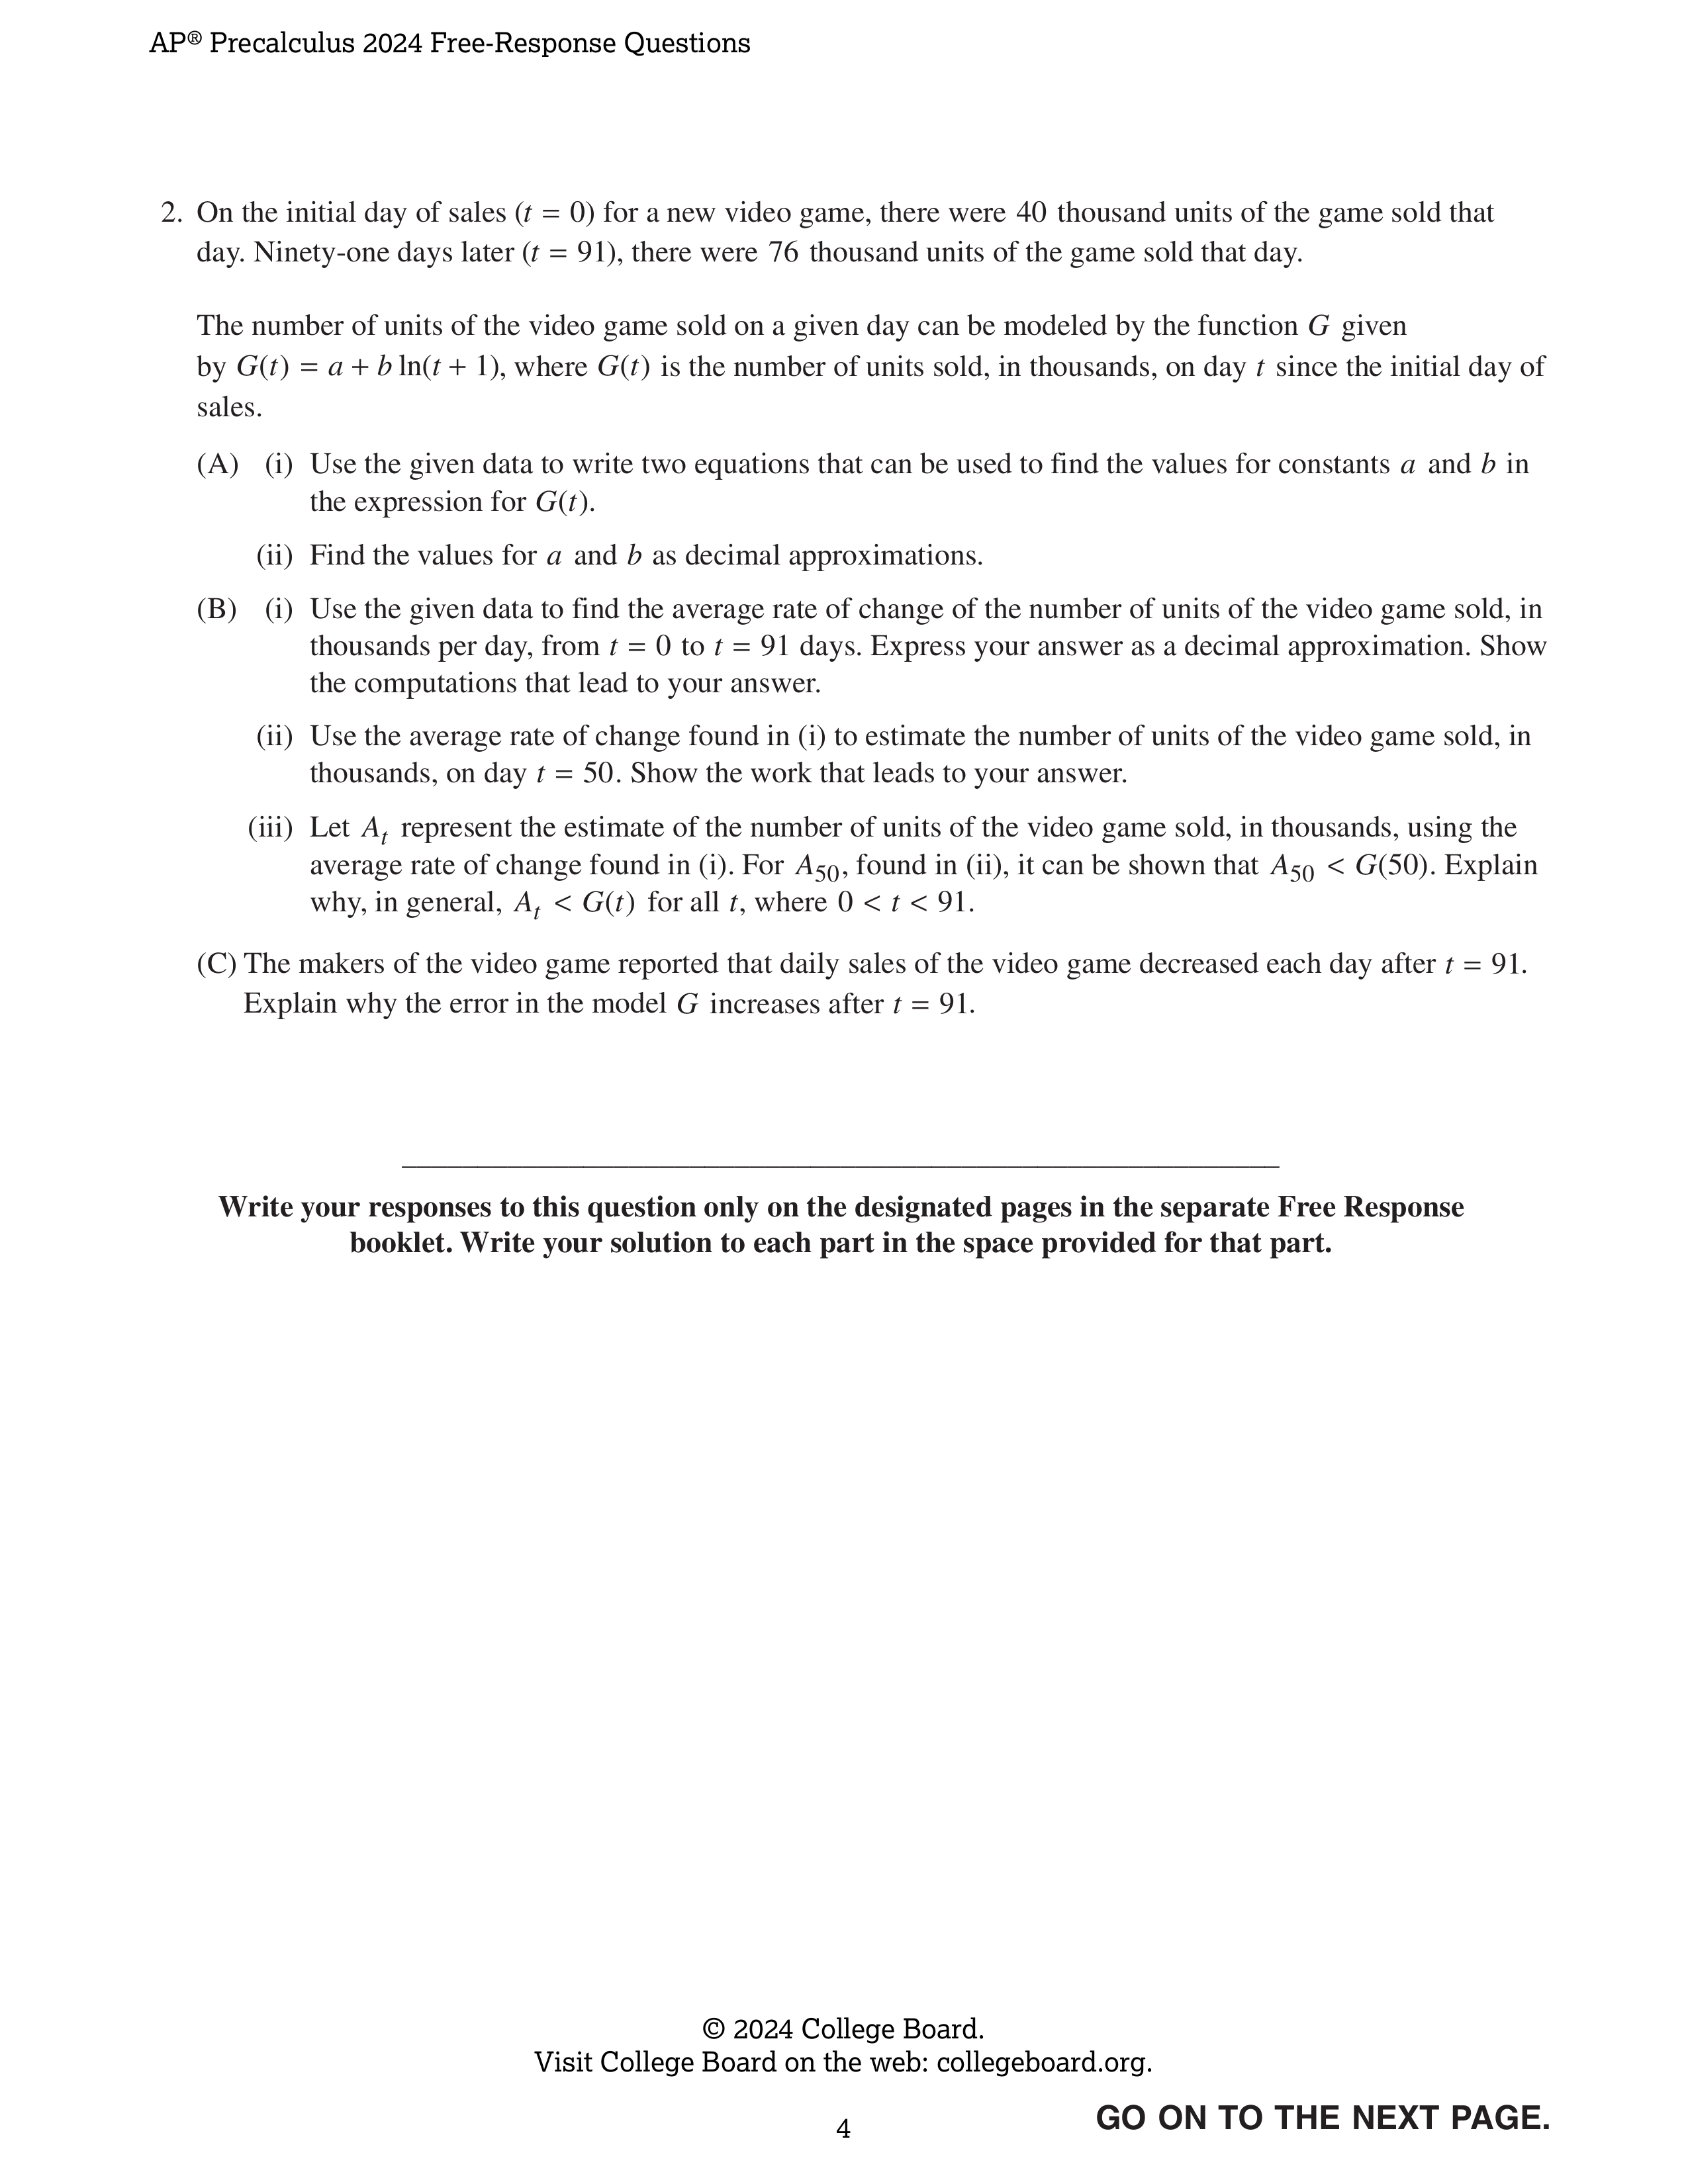 AP® Precalculus 2024 Free-Response Questions
2. On the initial day of sales (t = 0) for a new video game, there were 40 thousand units of the game sold that
day. Ninety-one days later (t = 91), there were 76 thousand units of the game sold that day.
The number of units of the video game sold on a given day can be modeled by the function G given
by G(t) = a + b ln(t + 1), where G(t) is the number of units sold, in thousands, on day t since the initial day of
sales.
(A) (i) Use the given data to write two equations that can be used to find the values for constants a and b in
the expression for G(t).
(ii) Find the values for a and b as decimal approximations.
(B) (i) Use the given data to find the average rate of change of the number of units of the video game sold, in
thousands per day, from t = 0 to t = 91 days. Express your answer as a decimal approximation. Show
the computations that lead to your answer.
(ii) Use the average rate of change found in (i) to estimate the number of units of the video game sold, in
thousands, on day t = 50. Show the work that leads to your answer.
(iii) Let Aₜ represent the estimate of the number of units of the video game sold, in thousands, using the
average rate of change found in (i). For A₅₀, found in (ii), it can be shown that A₅₀ < G(50). Explain
why, in general, Aₜ < G(t) for all t, where 0 < t < 91.
(C) The makers of the video game reported that daily sales of the video game decreased each day after t = 91.
Explain why the error in the model G increases after t = 91.
Write your responses to this question only on the designated pages in the separate Free Response
booklet. Write your solution to each part in the space provided for that part.
© 2024 College Board.
Visit College Board on the web: collegeboard.org.
GO ON TO THE NEXT PAGE.
4